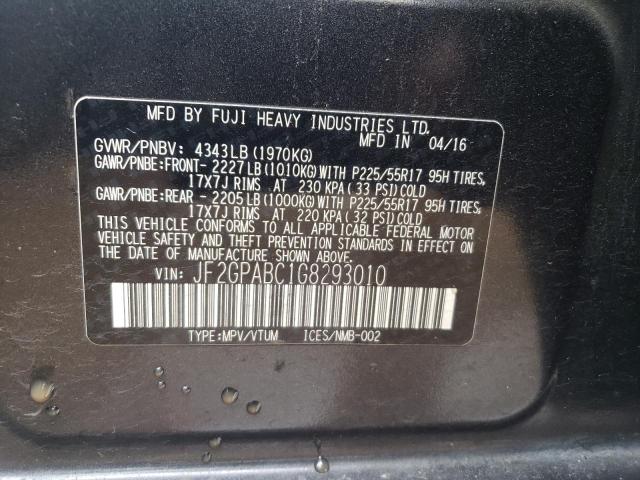 MFD BY FUJI HEAVY INDUSTRIES LTD.
MFD IN 04/16
GVWR/PNBV: 4343LB(1970KG)
GAWR/PNBE:FRONT- 2227LB(1010KG)WITH P225/55R17 95H TIRES,
17X7J RIMS AT 230 KPA(33 PSI)COLD
GAWR/PNBE:REAR - 2205LB(1000KG)WITH P225/55R17 95H TIRES,
17X7J RIMS AT 220 KPA(32 PSI)COLD
THIS VEHICLE CONFORMS TO ALL APPLICABLE FEDERAL MOTOR
VEHICLE SAFETY AND THEFT PREVENTION STANDARDS IN EFFECT ON
THE DATE OF MANUFACTURE SHOWN ABOVE.
VIN: JF2GPABC1G8293010
TYPE:MPV/VTUM ICES/NMB-002